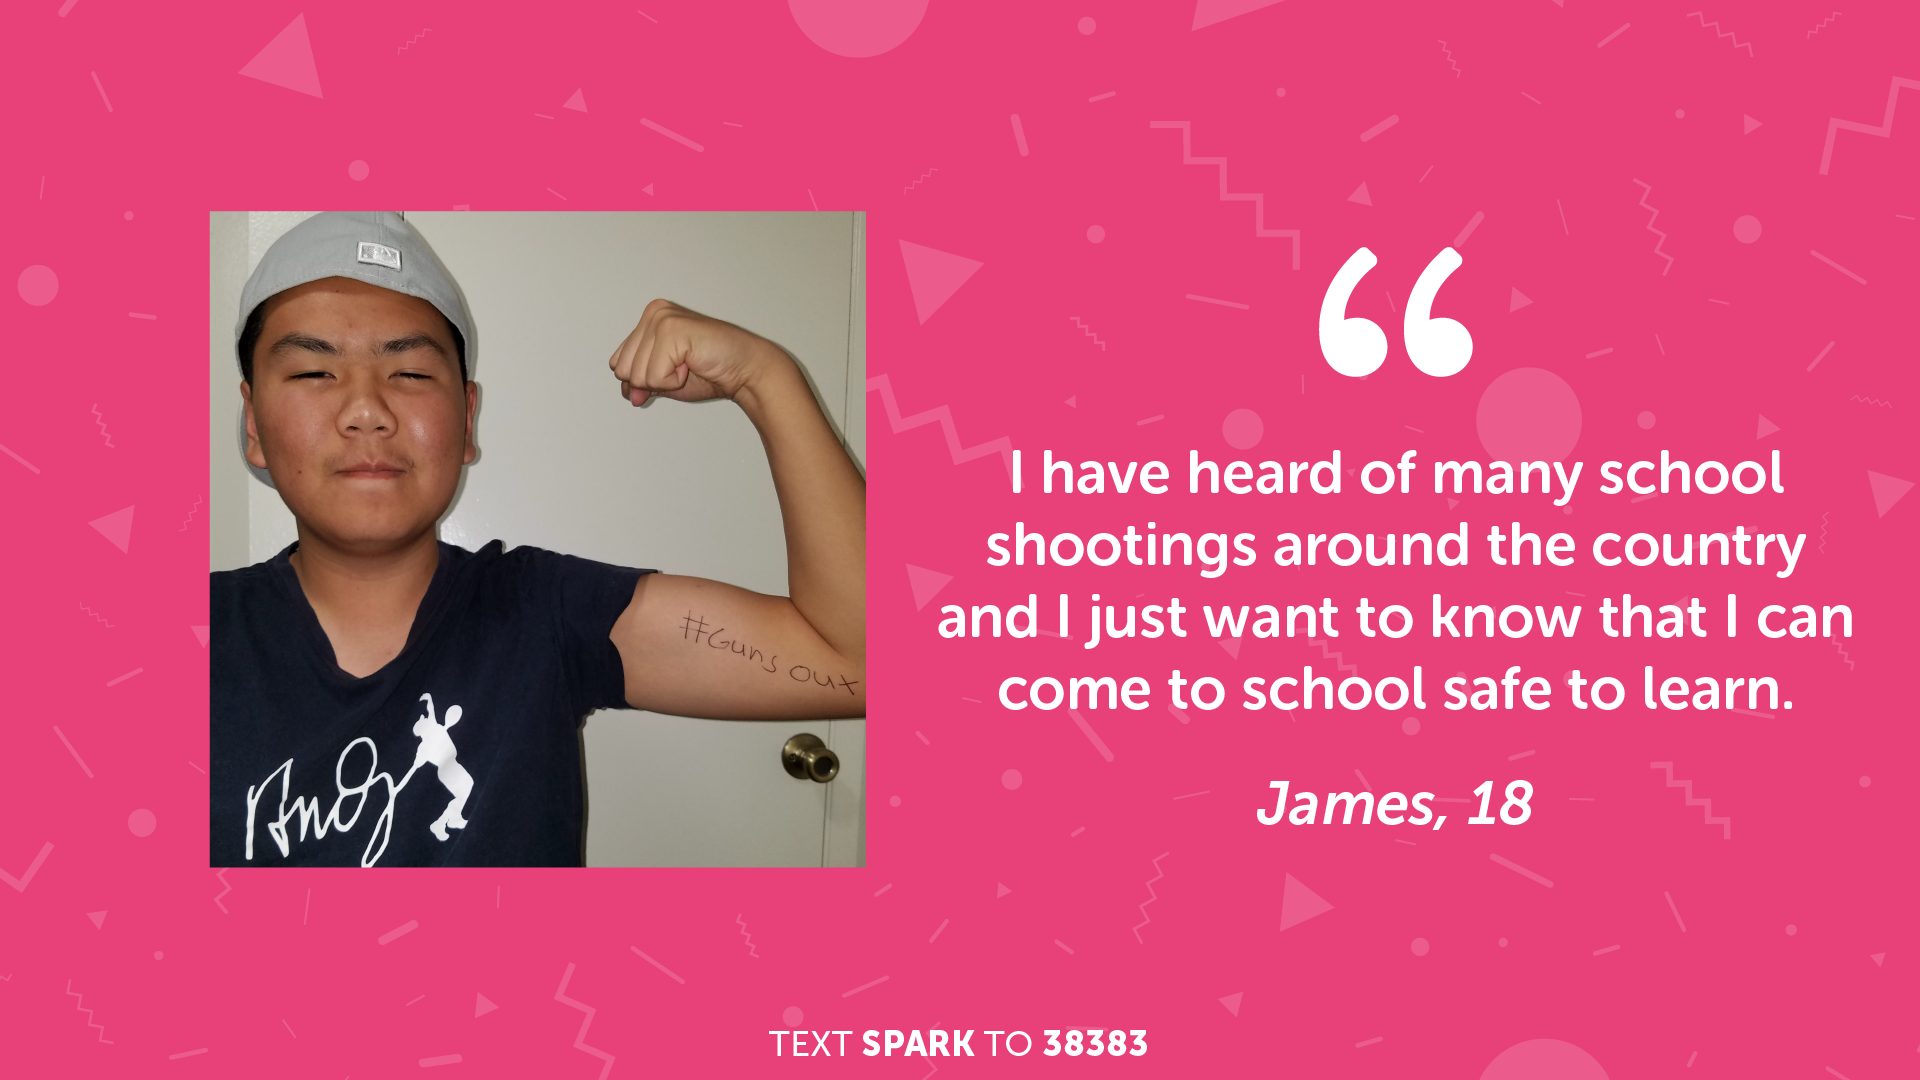 #Guns out
Andy
“
I have heard of many school
shootings around the country
and I just want to know that I can
come to school safe to learn.
James, 18
TEXT SPARK TO 38383